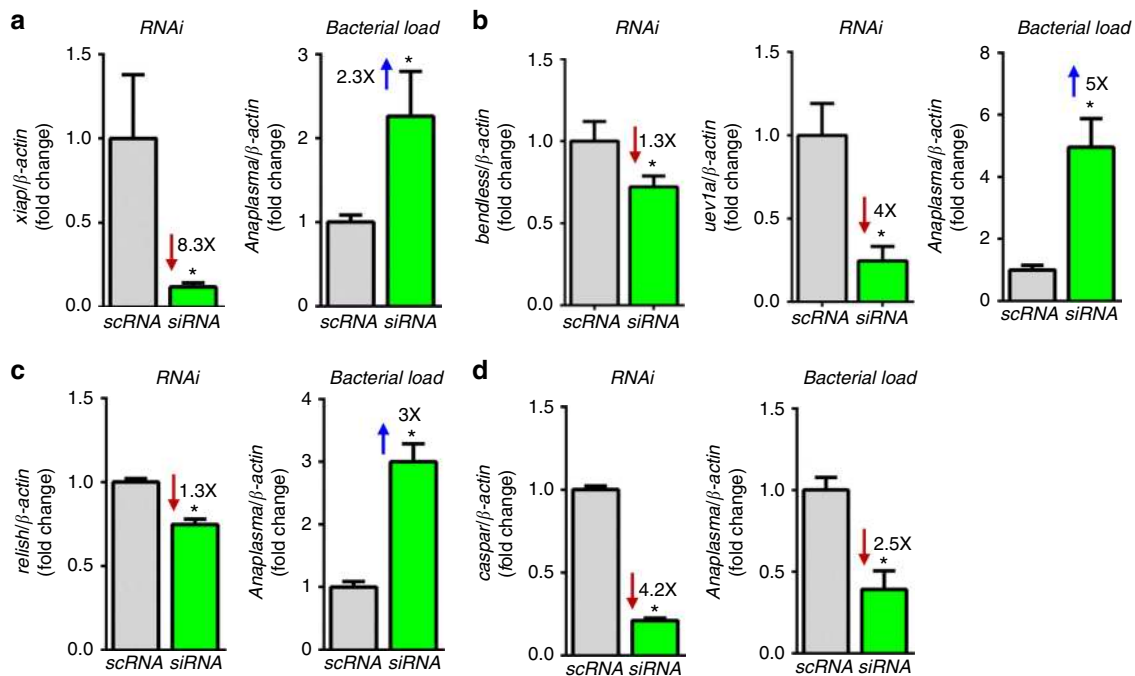 a
RNAi
xiap/β-actin
(fold change)
1.5
1.0
0.5
0.0
8.3X
*
scRNA siRNA
Bacterial load
Anaplasma/β-actin
(fold change)
3
2
1
0
2.3X
*
scRNA siRNA
b
RNAi
bendless/β-actin
(fold change)
1.5
1.0
0.5
0.0
1.3X
*
scRNA siRNA
RNAi
uev1a/β-actin
(fold change)
1.5
1.0
0.5
0.0
4X
*
scRNA siRNA
Bacterial load
Anaplasma/β-actin
(fold change)
8
6
4
2
0
5X
*
scRNA siRNA
c
RNAi
relish/β-actin
(fold change)
1.5
1.0
0.5
0.0
1.3X
*
scRNA siRNA
Bacterial load
Anaplasma/β-actin
(fold change)
4
3
2
1
0
3X
*
scRNA siRNA
d
RNAi
caspar/β-actin
(fold change)
1.5
1.0
0.5
0.0
4.2X
*
scRNA siRNA
Bacterial load
Anaplasma/β-actin
(fold change)
1.5
1.0
0.5
0.0
2.5X
*
scRNA siRNA